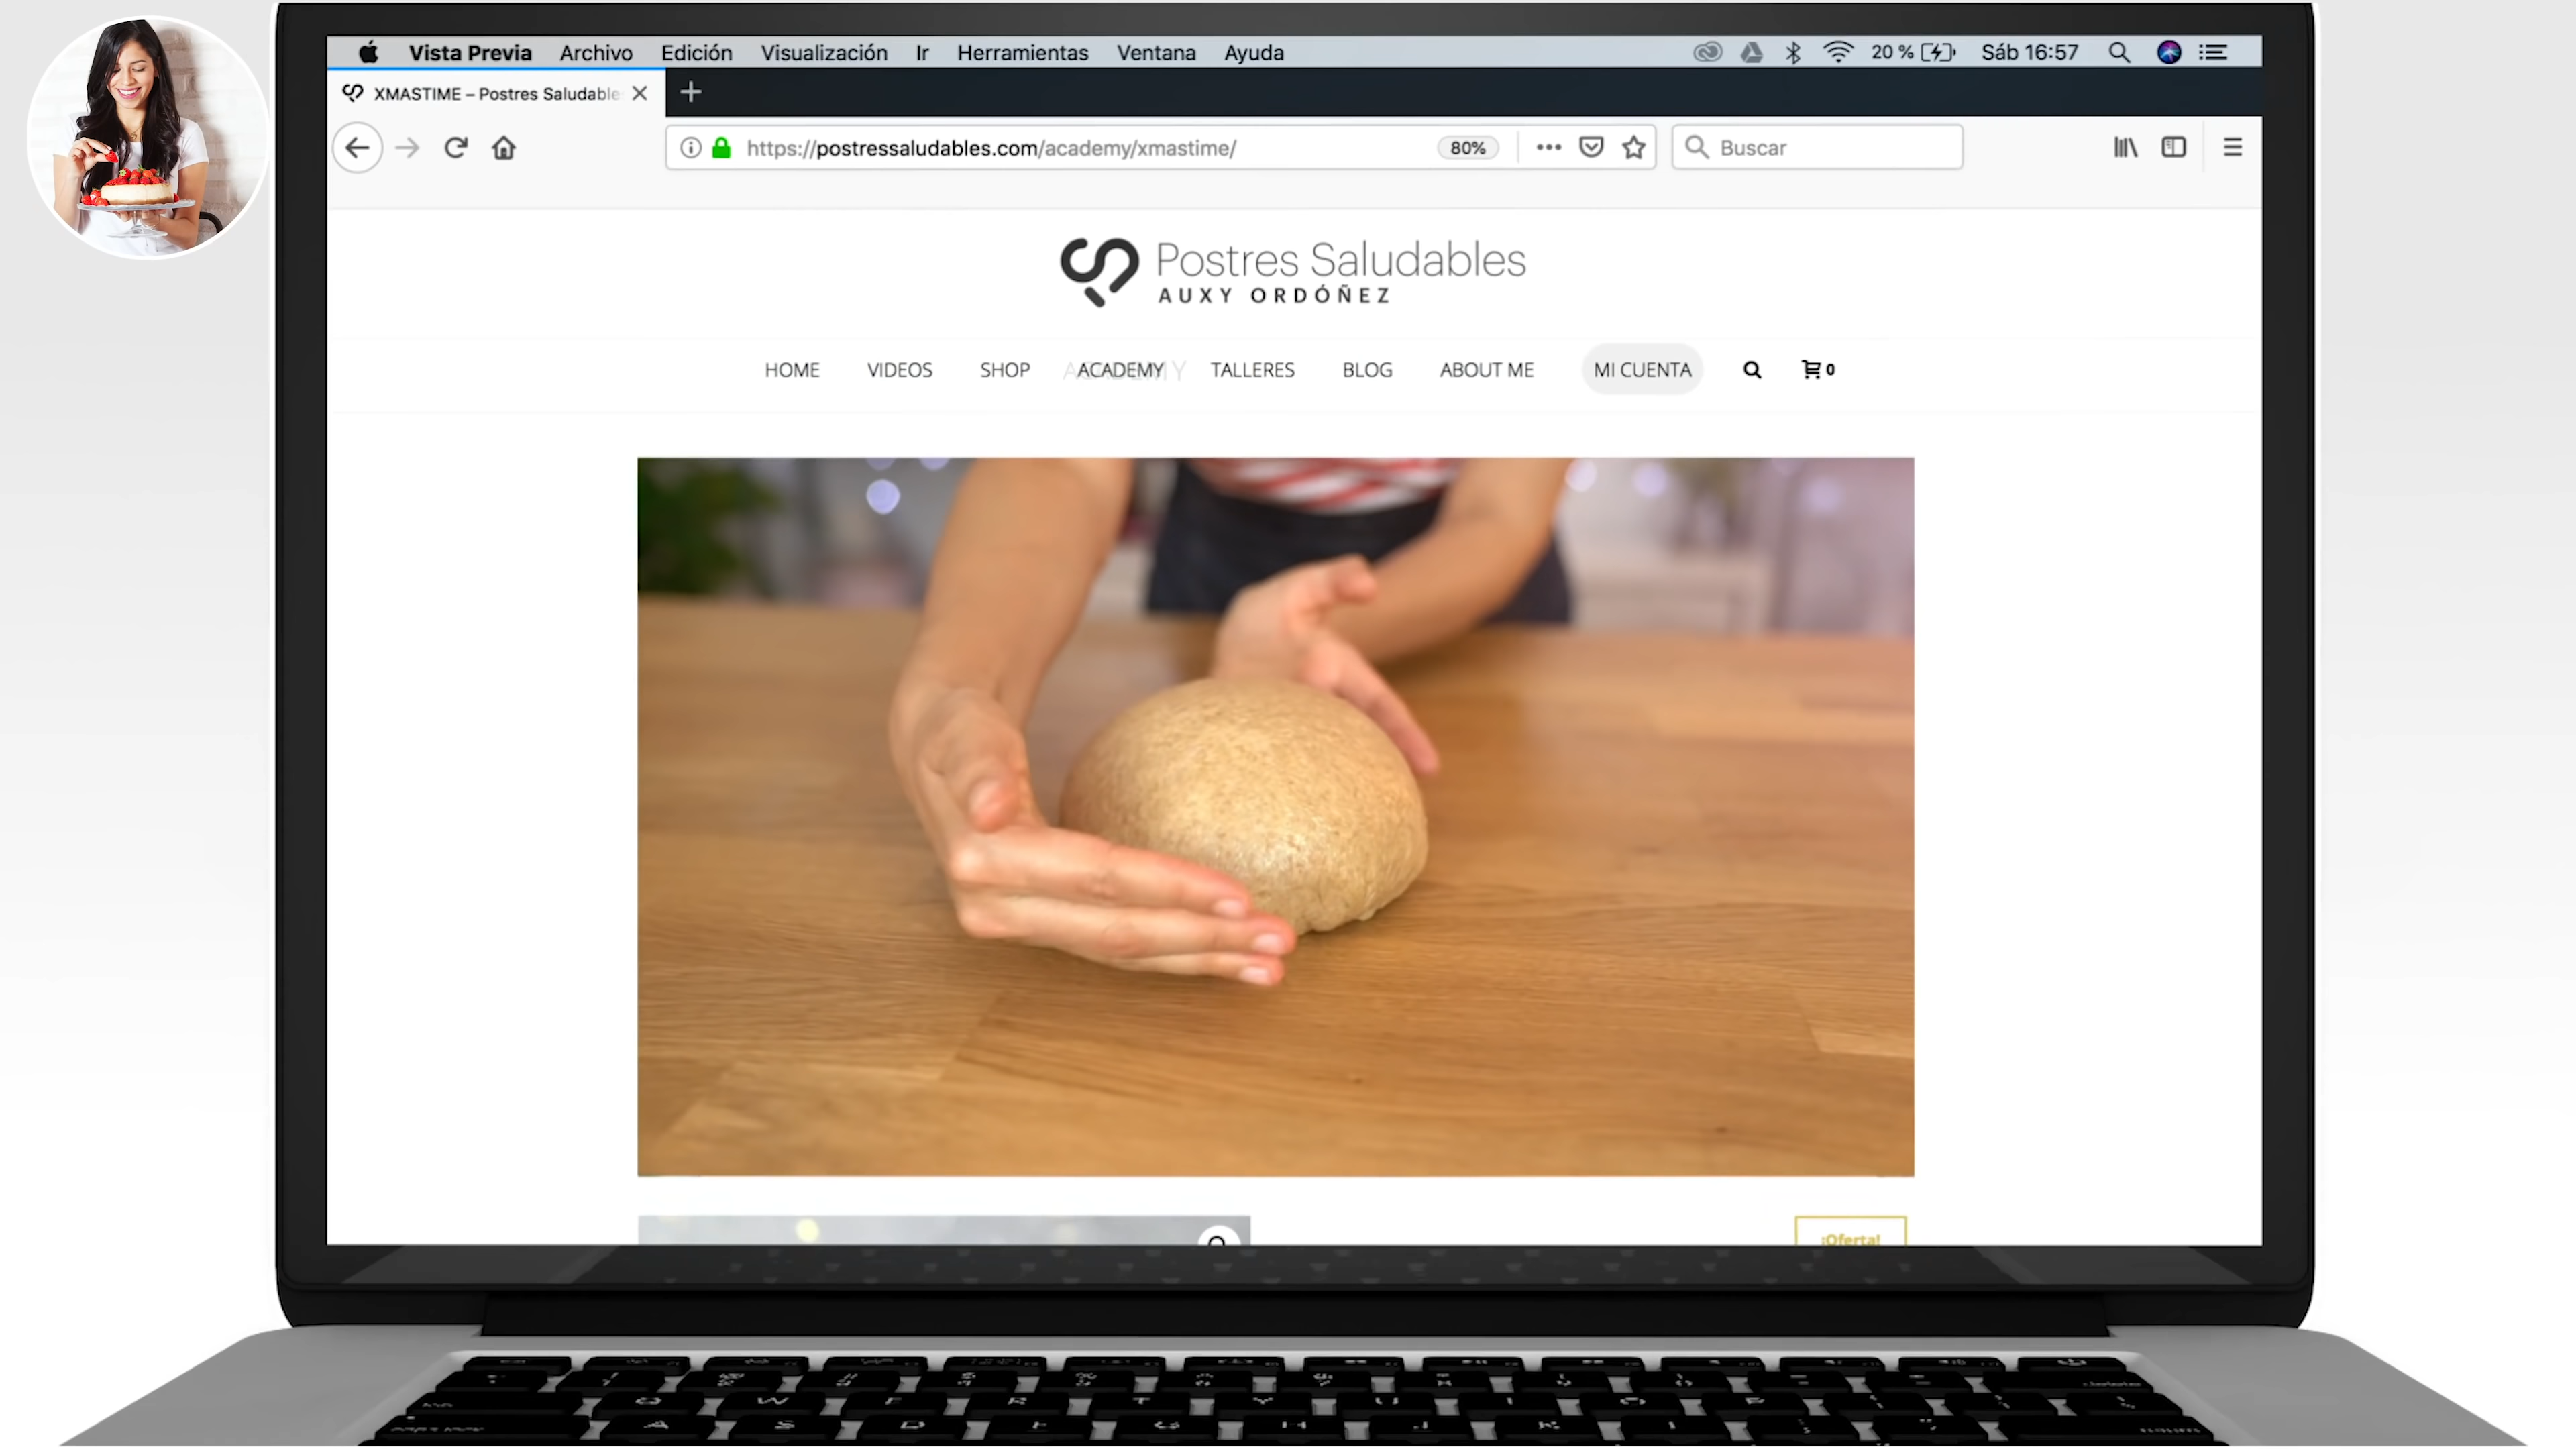 Vista Previa Archivo Edición Visualización Ir Herramientas Ventana Ayuda 20 % Sáb 16:57
XMASTIME – Postres Saludable
https://postressaludables.com/academy/xmastime/ 80% Buscar
Postres Saludables
AUXY ORDÓÑEZ
HOME VIDEOS SHOP ACADEMY TALLERES BLOG ABOUT ME MI CUENTA 0
¡Oferta!